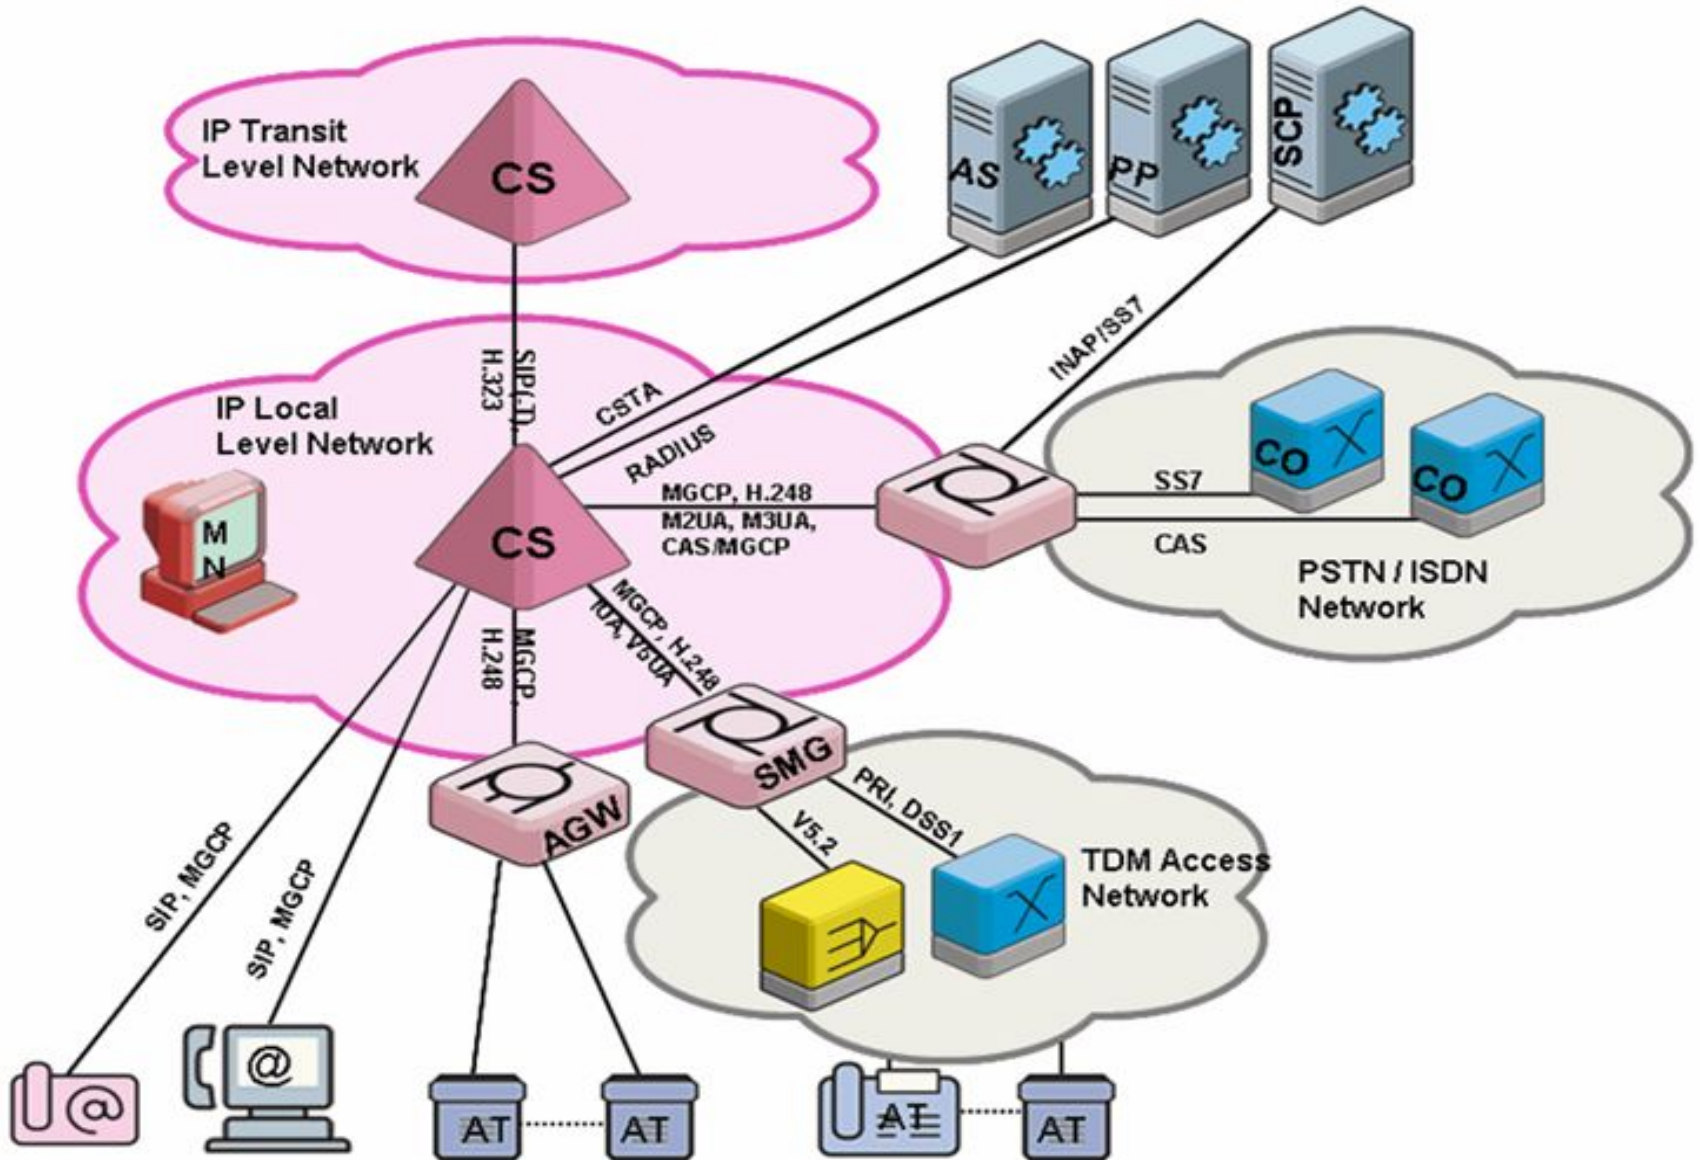 IP Transit
Level Network
CS
AS
PP
SCP
SIP(.T),
H.323
CSTA
RADIUS
INAP/SS7
IP Local
Level Network
M
N
CS
MGCP, H.248
M2UA, M3UA,
CAS/MGCP
SS7
CAS
CO
CO
PSTN / ISDN
Network
MGCP,
H.248
MGCP, H.248
IUA, V5UA
SMG
AGW
PRI, DSS1
V5.2
TDM Access
Network
SIP, MGCP
SIP, MGCP
@
@
AT
AT
AT
AT